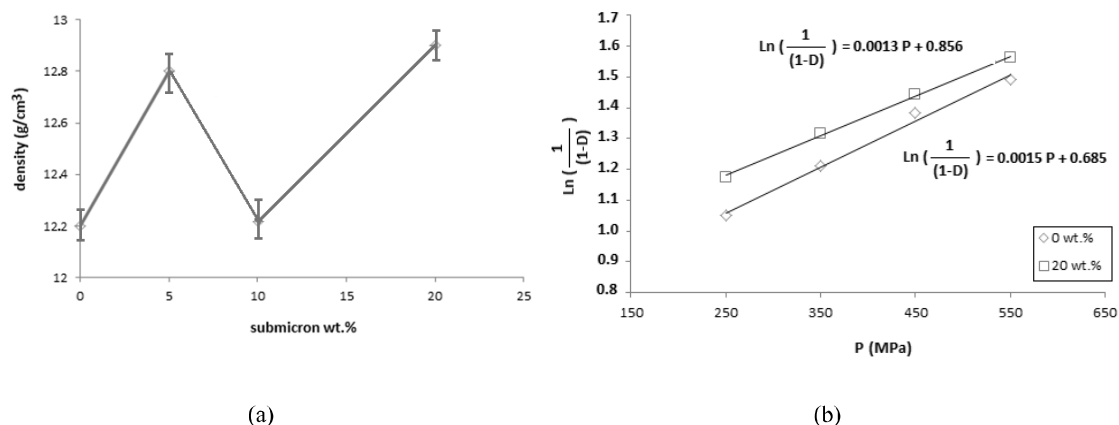 13
12.8
12.6
12.4
12.2
12
0
5
10
15
20
25
density (g/cm³)
submicron wt.%
(a)
1.7
1.6
1.5
1.4
1.3
1.2
1.1
1.0
0.9
0.8
150
250
350
450
550
650
Ln ( 1/(1-D) )
P (MPa)
Ln ( 1/(1-D) ) = 0.0013 P + 0.856
Ln ( 1/(1-D) ) = 0.0015 P + 0.685
0 wt.%
20 wt.%
(b)